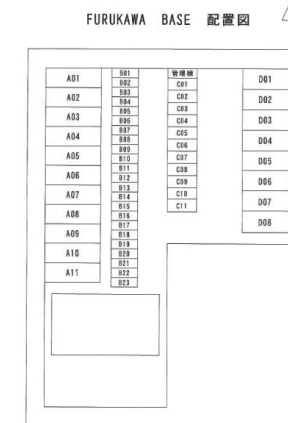 FURUKAWA BASE 配置図
A01
A02
A03
A04
A05
A06
A07
A08
A09
A10
A11
B01
B02
B03
B04
B05
B06
B07
B08
B09
B10
B11
B12
B13
B14
B15
B16
B17
B18
B19
B20
B21
B22
B23
管理棟
C01
C02
C03
C04
C05
C06
C07
C08
C09
C10
C11
D01
D02
D03
D04
D05
D06
D07
D08